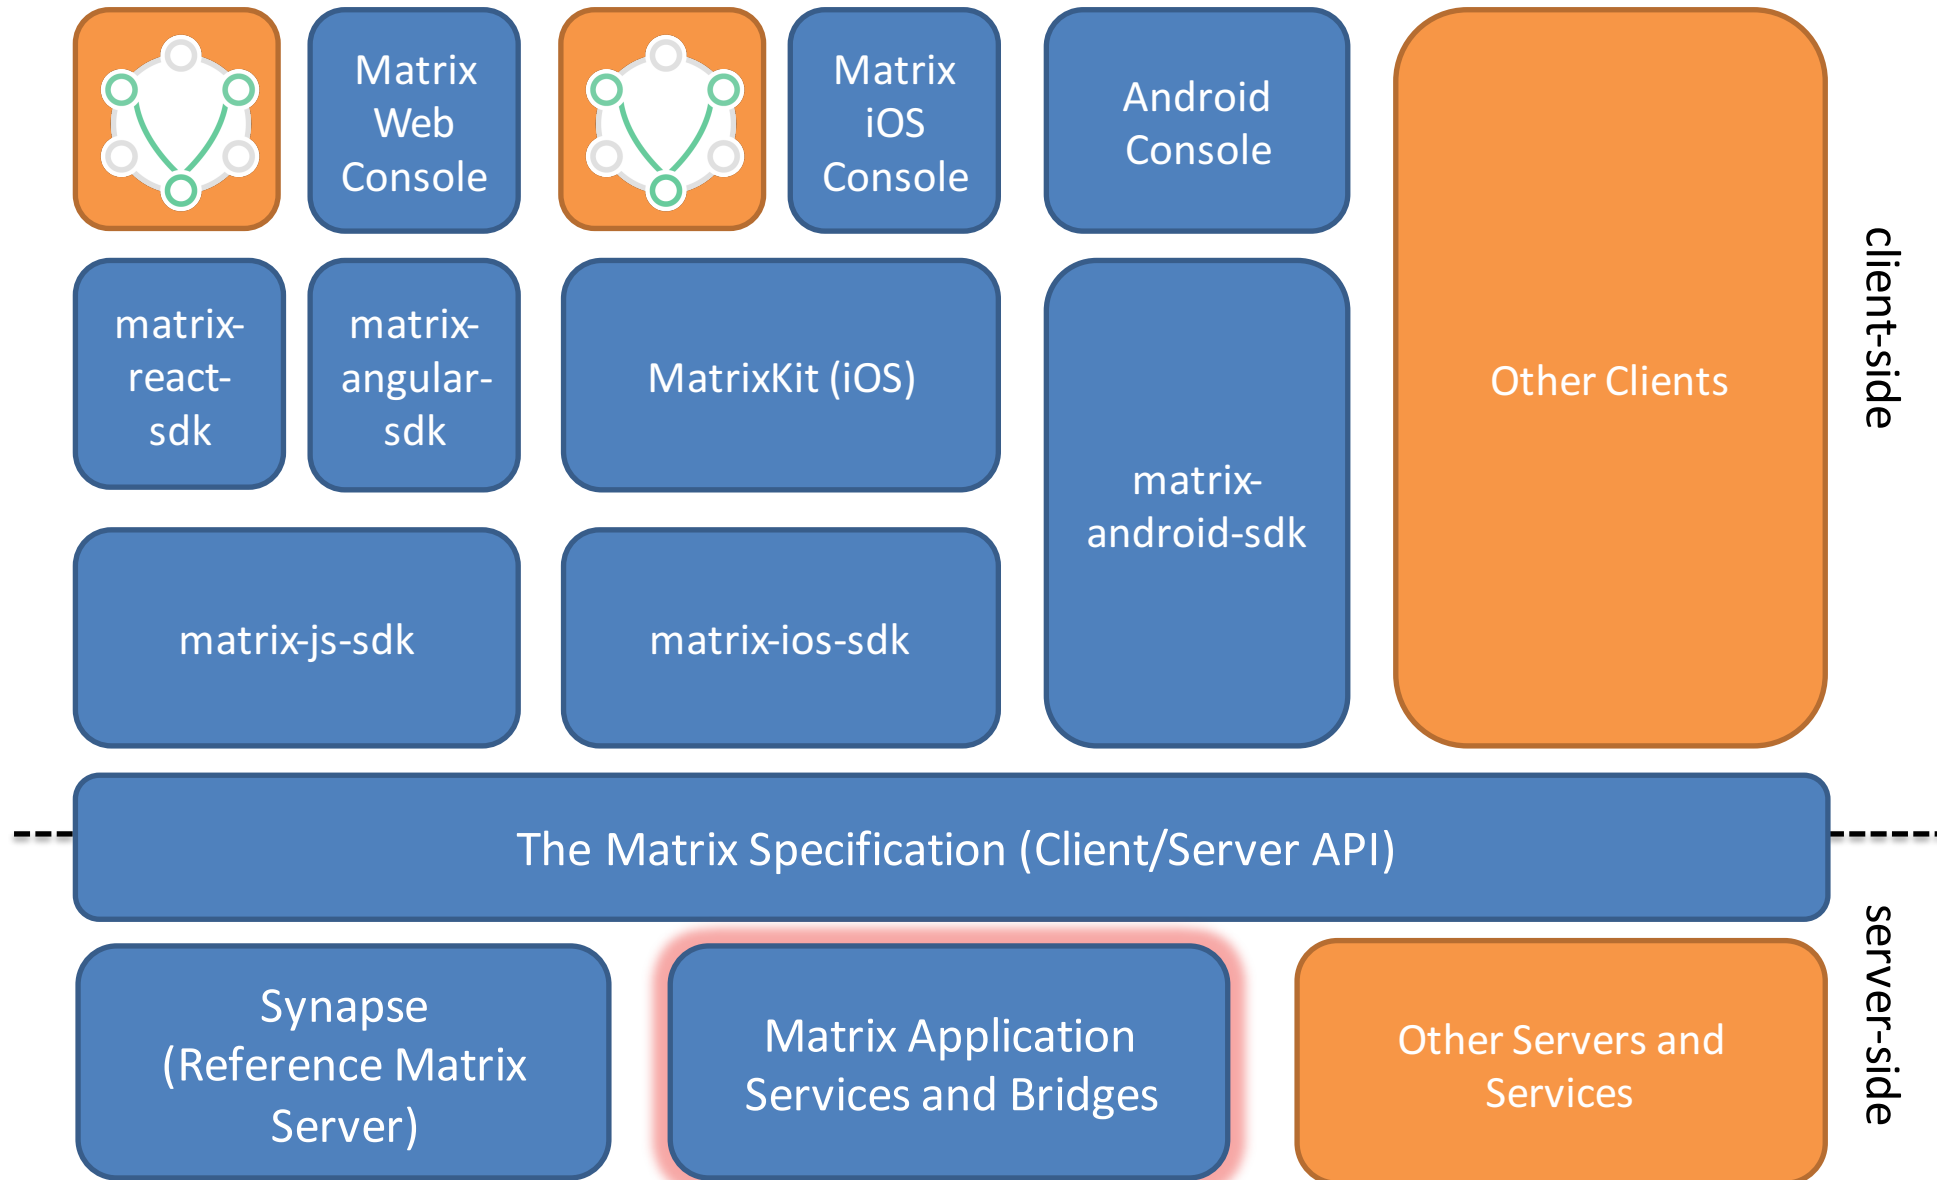 Matrix
Web
Console
Matrix
iOS
Console
Android
Console
matrix-
react-
sdk
matrix-
angular-
sdk
MatrixKit (iOS)
matrix-
android-sdk
Other Clients
client-side
matrix-js-sdk
matrix-ios-sdk
The Matrix Specification (Client/Server API)
Synapse
(Reference Matrix
Server)
Matrix Application
Services and Bridges
Other Servers and
Services
server-side